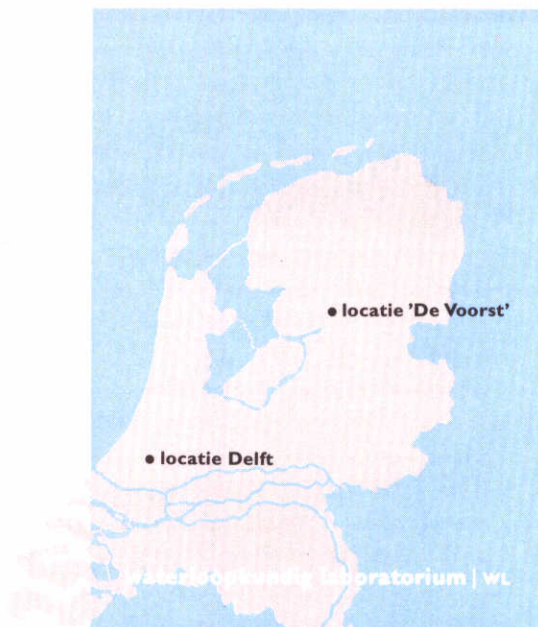 locatie 'De Voorst'
locatie Delft
waterloopkundig laboratorium | WL